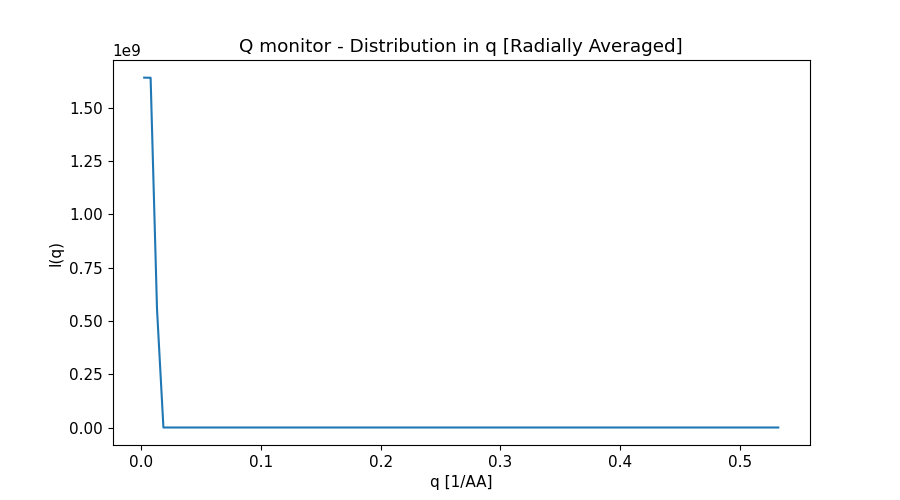 Q monitor - Distribution in q [Radially Averaged]
1e9
1.50
1.25
1.00
0.75
0.50
0.25
0.00
I(q)
0.0 0.1 0.2 0.3 0.4 0.5
q [1/AA]